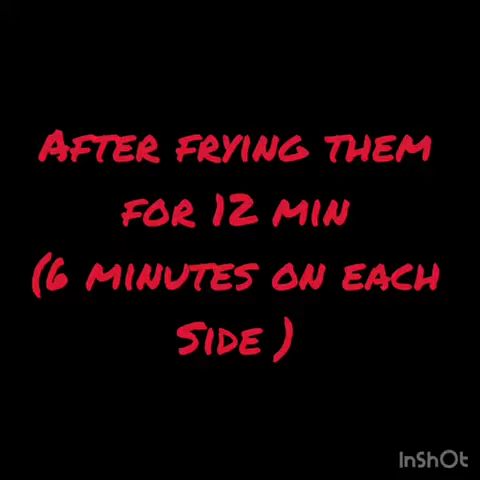 AFTER FRYING THEM
FOR 12 MIN
(6 MINUTES ON EACH
SIDE )
InShOt